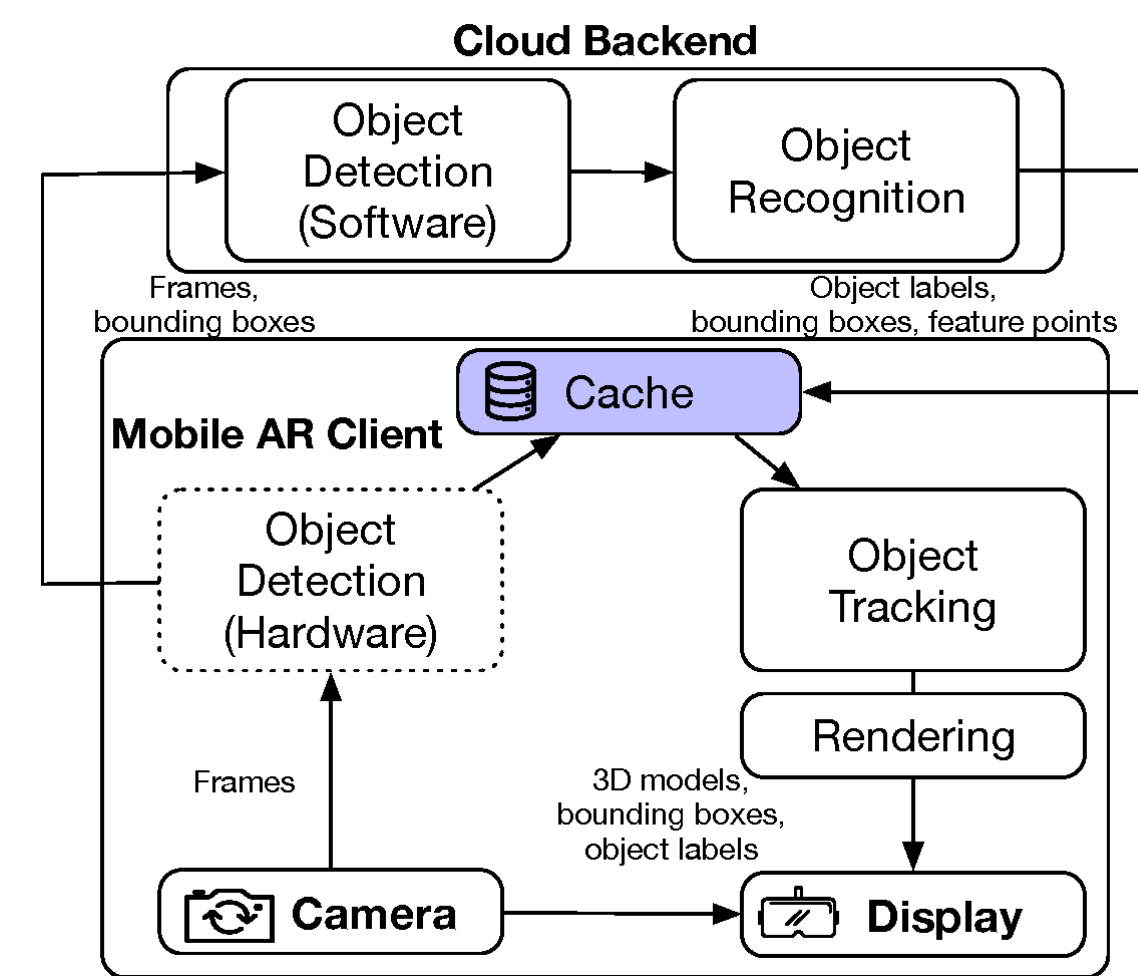 Cloud Backend
Object
Detection
(Software)
Object
Recognition
Frames,
bounding boxes
Object labels,
bounding boxes, feature points
Cache
Mobile AR Client
Object
Detection
(Hardware)
Object
Tracking
Rendering
Frames
3D models,
bounding boxes,
object labels
Camera
Display